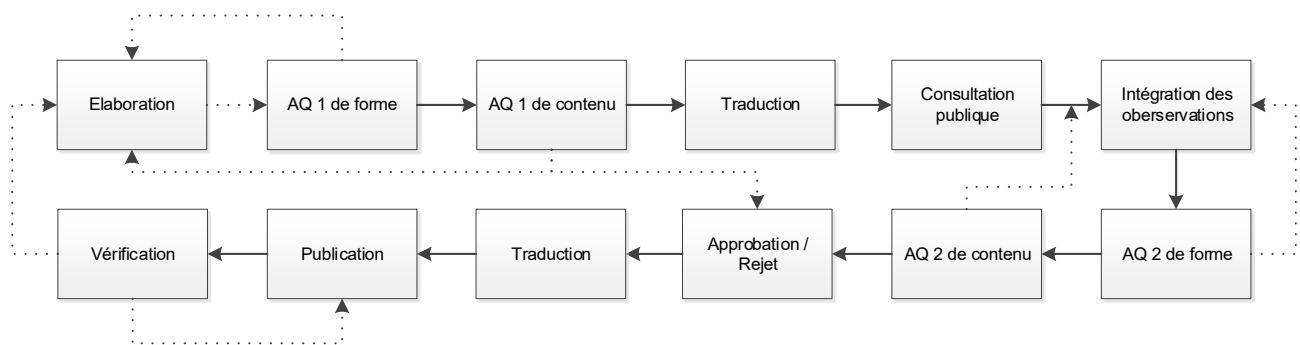 Elaboration
AQ 1 de forme
AQ 1 de contenu
Traduction
Consultation
publique
Intégration des
oberservations
Vérification
Publication
Traduction
Approbation /
Rejet
AQ 2 de contenu
AQ 2 de forme